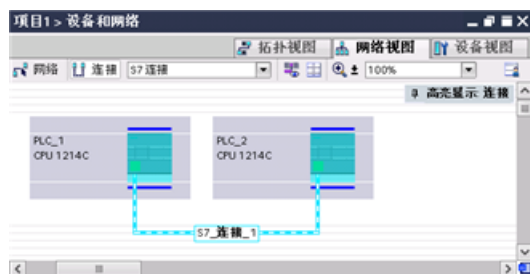 项目1 > 设备和网络
拓扑视图 网络视图 设备视图
网络 连接 S7连接 100%
高亮显示 连接
PLC_1
CPU 1214C
PLC_2
CPU 1214C
S7_连接_1